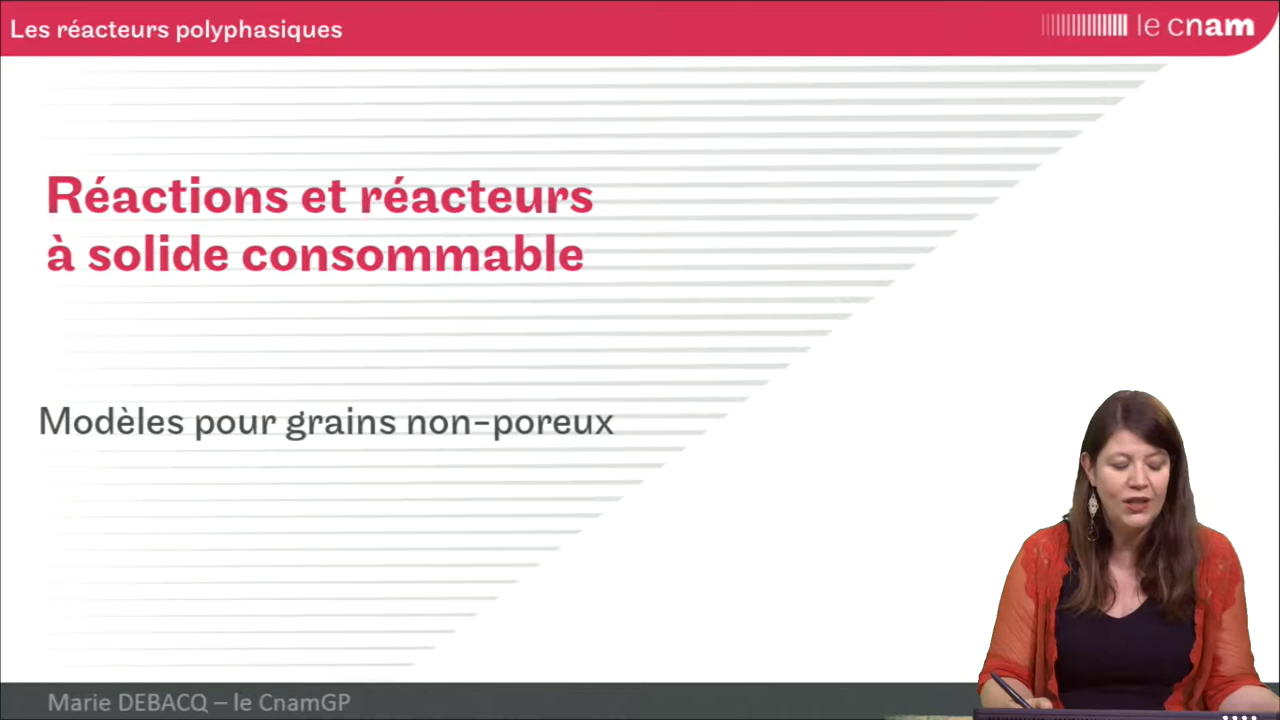 Les réacteurs polyphasiques
le cnam
Réactions et réacteurs
à solide consommable
Modèles pour grains non-poreux
Marie DEBACQ – le CnamGP